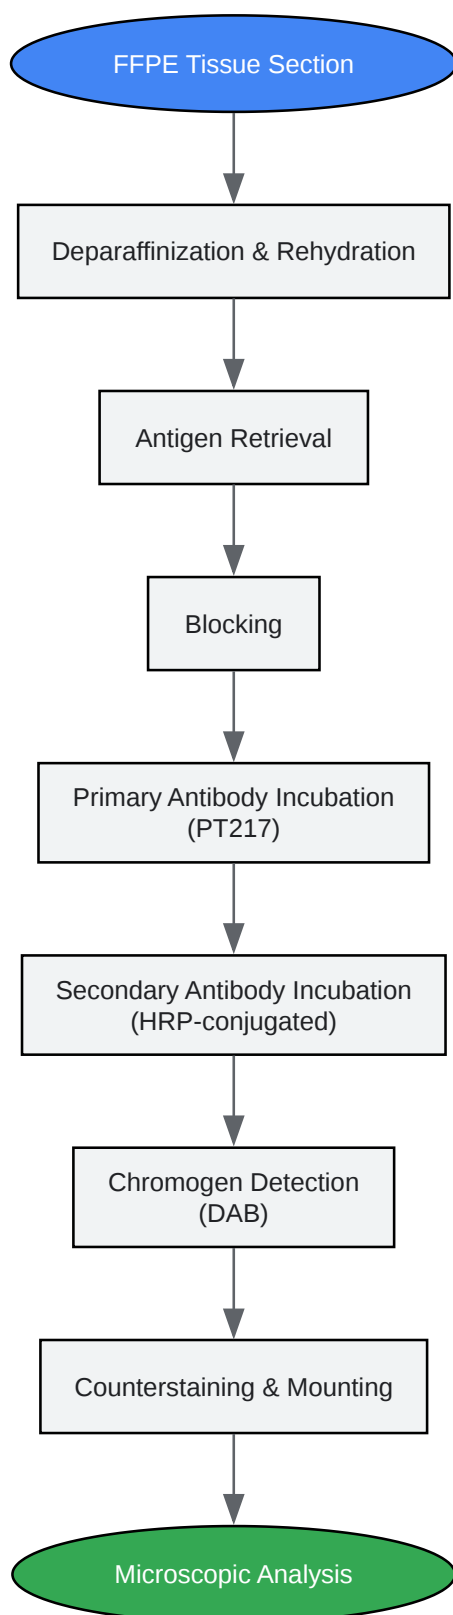 FFPE Tissue Section
Deparaffinization & Rehydration
Antigen Retrieval
Blocking
Primary Antibody Incubation
(PT217)
Secondary Antibody Incubation
(HRP-conjugated)
Chromogen Detection
(DAB)
Counterstaining & Mounting
Microscopic Analysis